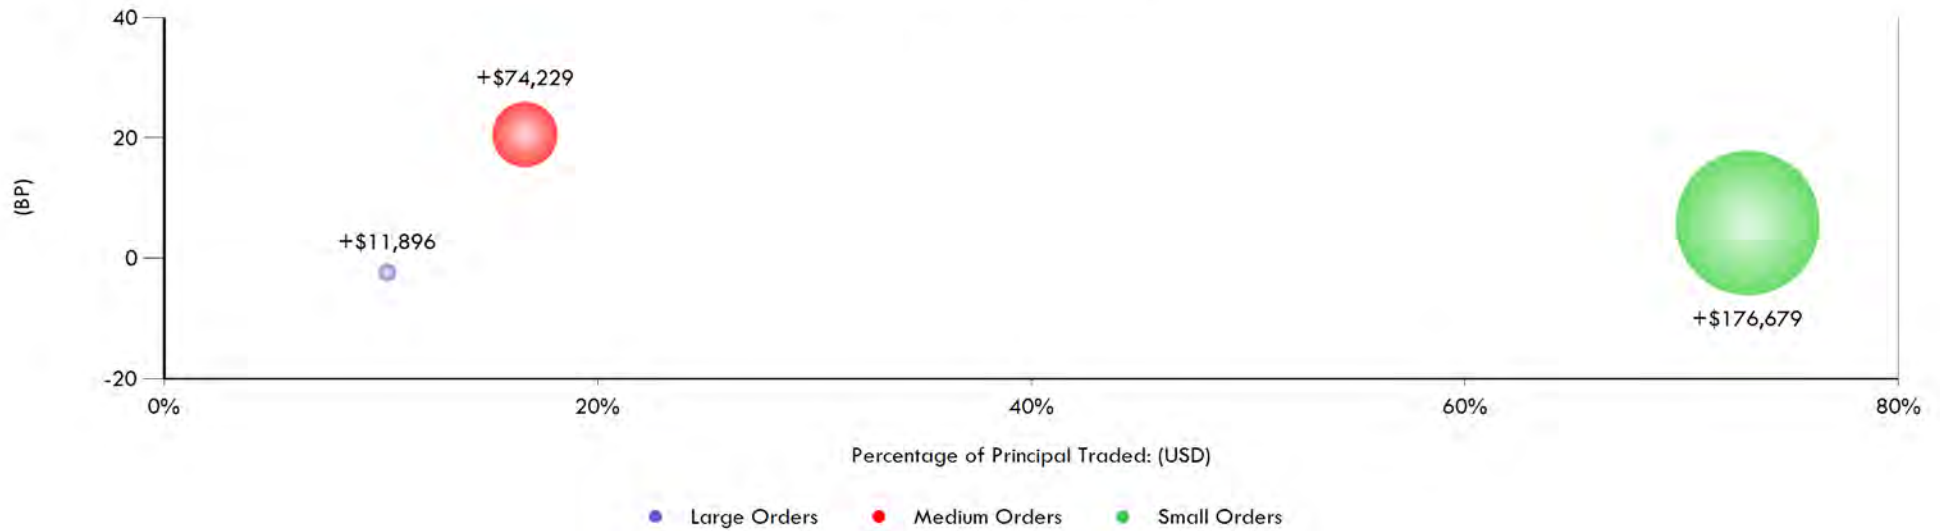 40
+$74,229
20
(BP)
+$11,896
0
+$176,679
-20
0% 20% 40% 60% 80%
Percentage of Principal Traded: (USD)
Large Orders Medium Orders Small Orders